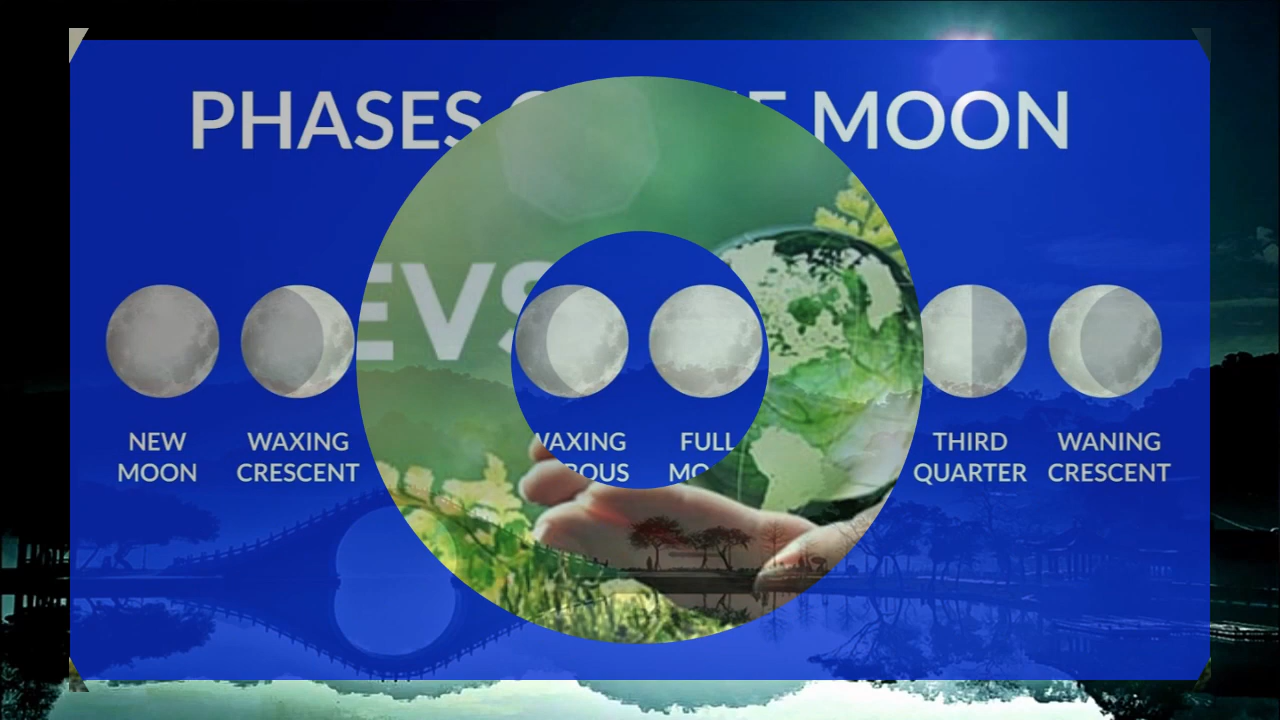 PHASES MOON
EVS
NEW WAXING WAXING FULL THIRD WANING
MOON CRESCENT QUARTER CRESCENT